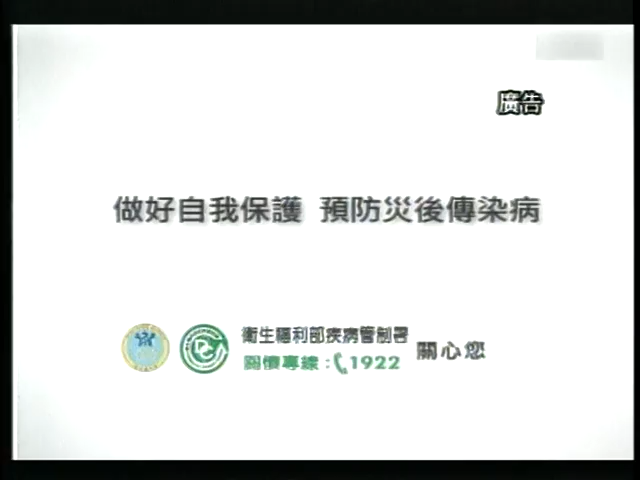 廣告
做好自我保護 預防災後傳染病
衛生福利部疾病管制署
關懷專線：1922
關心您